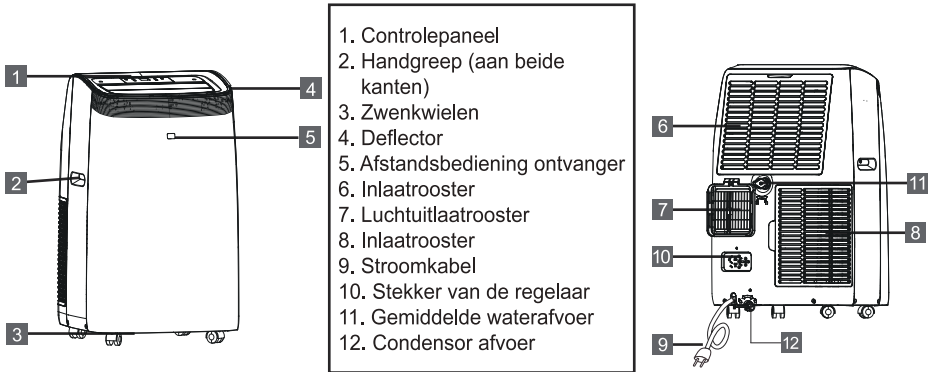 1
2
3
4
5
1. Controlepaneel
2. Handgreep (aan beide
kanten)
3. Zwenkwielen
4. Deflector
5. Afstandsbediening ontvanger
6. Inlaatrooster
7. Luchtuitlaatrooster
8. Inlaatrooster
9. Stroomkabel
10. Stekker van de regelaar
11. Gemiddelde waterafvoer
12. Condensor afvoer
6
7
10
9
11
8
12